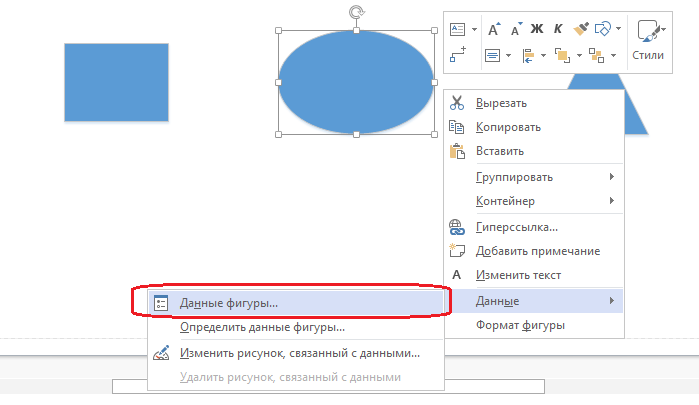 A A Ж К
Стили
Вырезать
Копировать
Вставить
Группировать
Контейнер
Гиперссылка...
Добавить примечание
A Изменить текст
Данные
Формат фигуры
Данные фигуры...
Определить данные фигуры...
Изменить рисунок, связанный с данными...
Удалить рисунок, связанный с данными